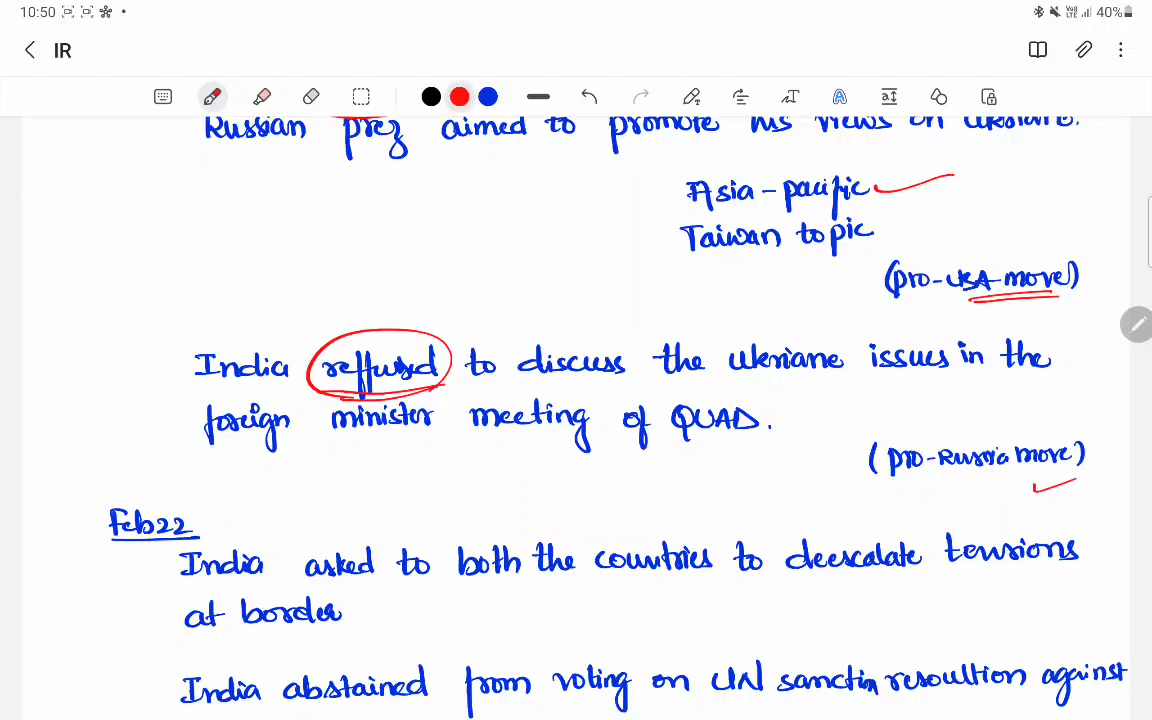 10:50
40%
IR
Russian prez aimed to promote his views on Ukraine.
Asia-pacific
Taiwan topic
(pro-USA move)
India reffused to discuss the ukriane issues in the
foreign minister meeting of QUAD.
(pro-Russia move)
Feb22
India asked to both the countries to deescalate tensions
at border
India abstained from voting on UN sanctin resoultion against